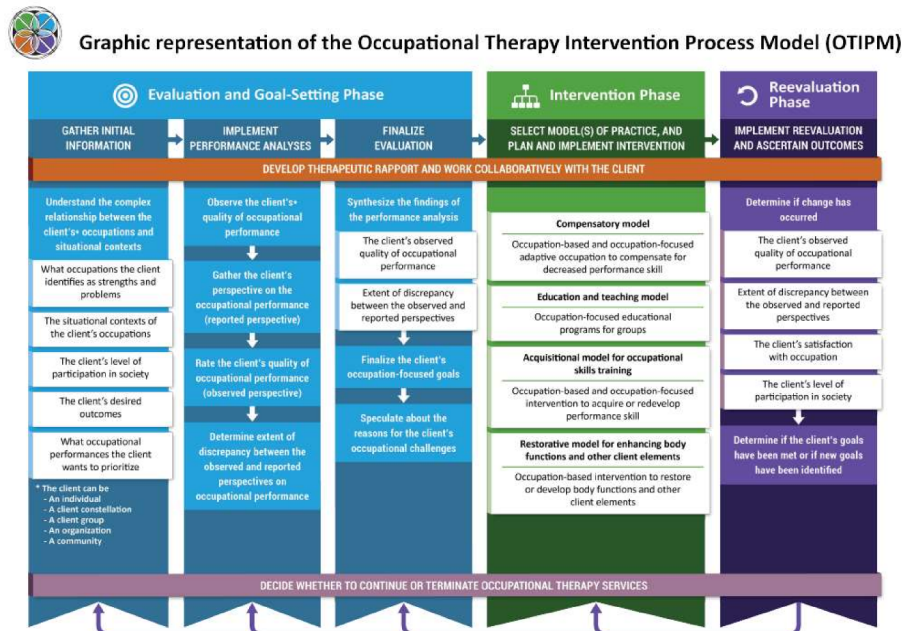 Graphic representation of the Occupational Therapy Intervention Process Model (OTIPM)
Evaluation and Goal-Setting Phase
GATHER INITIAL
INFORMATION
IMPLEMENT
PERFORMANCE ANALYSES
FINALIZE
EVALUATION
Intervention Phase
SELECT MODEL(S) OF PRACTICE, AND
PLAN AND IMPLEMENT INTERVENTION
Reevaluation
Phase
IMPLEMENT REEVALUATION
AND ASCERTAIN OUTCOMES
DEVELOP THERAPEUTIC RAPPORT AND WORK COLLABORATIVELY WITH THE CLIENT
Understand the complex
relationship between the
client's* occupations and
situational contexts
What occupations the client
identifies as strengths and
problems
The situational contexts of
the client's occupations
The client's level of
participation in society
The client's desired
outcomes
What occupational
performances the client
wants to prioritize
* The client can be
- An individual
- A client constellation
- A client group
- An organization
- A community
Observe the client's*
quality of occupational
performance
Gather the client's
perspective on the
occupational performance
(reported perspective)
Rate the client's quality of
occupational performance
(observed perspective)
Determine extent of
discrepancy between the
observed and reported
perspectives on
occupational performance
Synthesize the findings of
the performance analysis
The client's observed
quality of occupational
performance
Extent of discrepancy
between the observed and
reported perspectives
Finalize the client's
occupation-focused goals
Speculate about the
reasons for the client's
occupational challenges
Compensatory model
Occupation-based and occupation-focused
adaptive occupation to compensate for
decreased performance skill
Education and teaching model
Occupation-focused educational
programs for groups
Acquisitional model for occupational
skills training
Occupation-based and occupation-focused
intervention to acquire or redevelop
performance skill
Restorative model for enhancing body
functions and other client elements
Occupation-based intervention to restore
or develop body functions and other
client elements
Determine if change has
occurred
The client's observed
quality of occupational
performance
Extent of discrepancy between
the observed and reported
perspectives
The client's satisfaction
with occupation
The client's level of
participation in society
Determine if the client's goals
have been met or if new goals
have been identified
DECIDE WHETHER TO CONTINUE OR TERMINATE OCCUPATIONAL THERAPY SERVICES